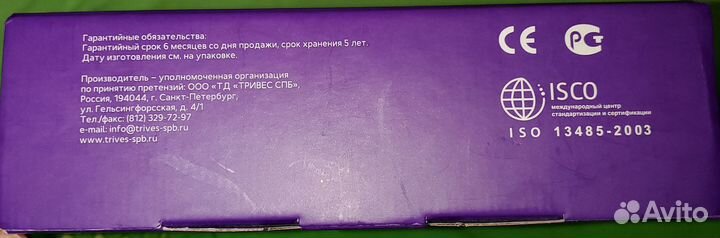 Гарантийные обязательства:
Гарантийный срок 6 месяцев со дня продажи, срок хранения 5 лет.
Дату изготовления см. на упаковке.
Производитель – уполномоченная организация
по принятию претензий: ООО «ТД «ТРИВЕС СПБ»,
Россия, 194044, г. Санкт-Петербург,
ул. Гельсингфорсская, д. 4/1
Тел./факс: (812) 329-72-97
e-mail: info@trives-spb.ru
www.trives-spb.ru
CE PCT
ISCO
международный центр
стандартизации и сертификации
ISO 13485-2003
Avito